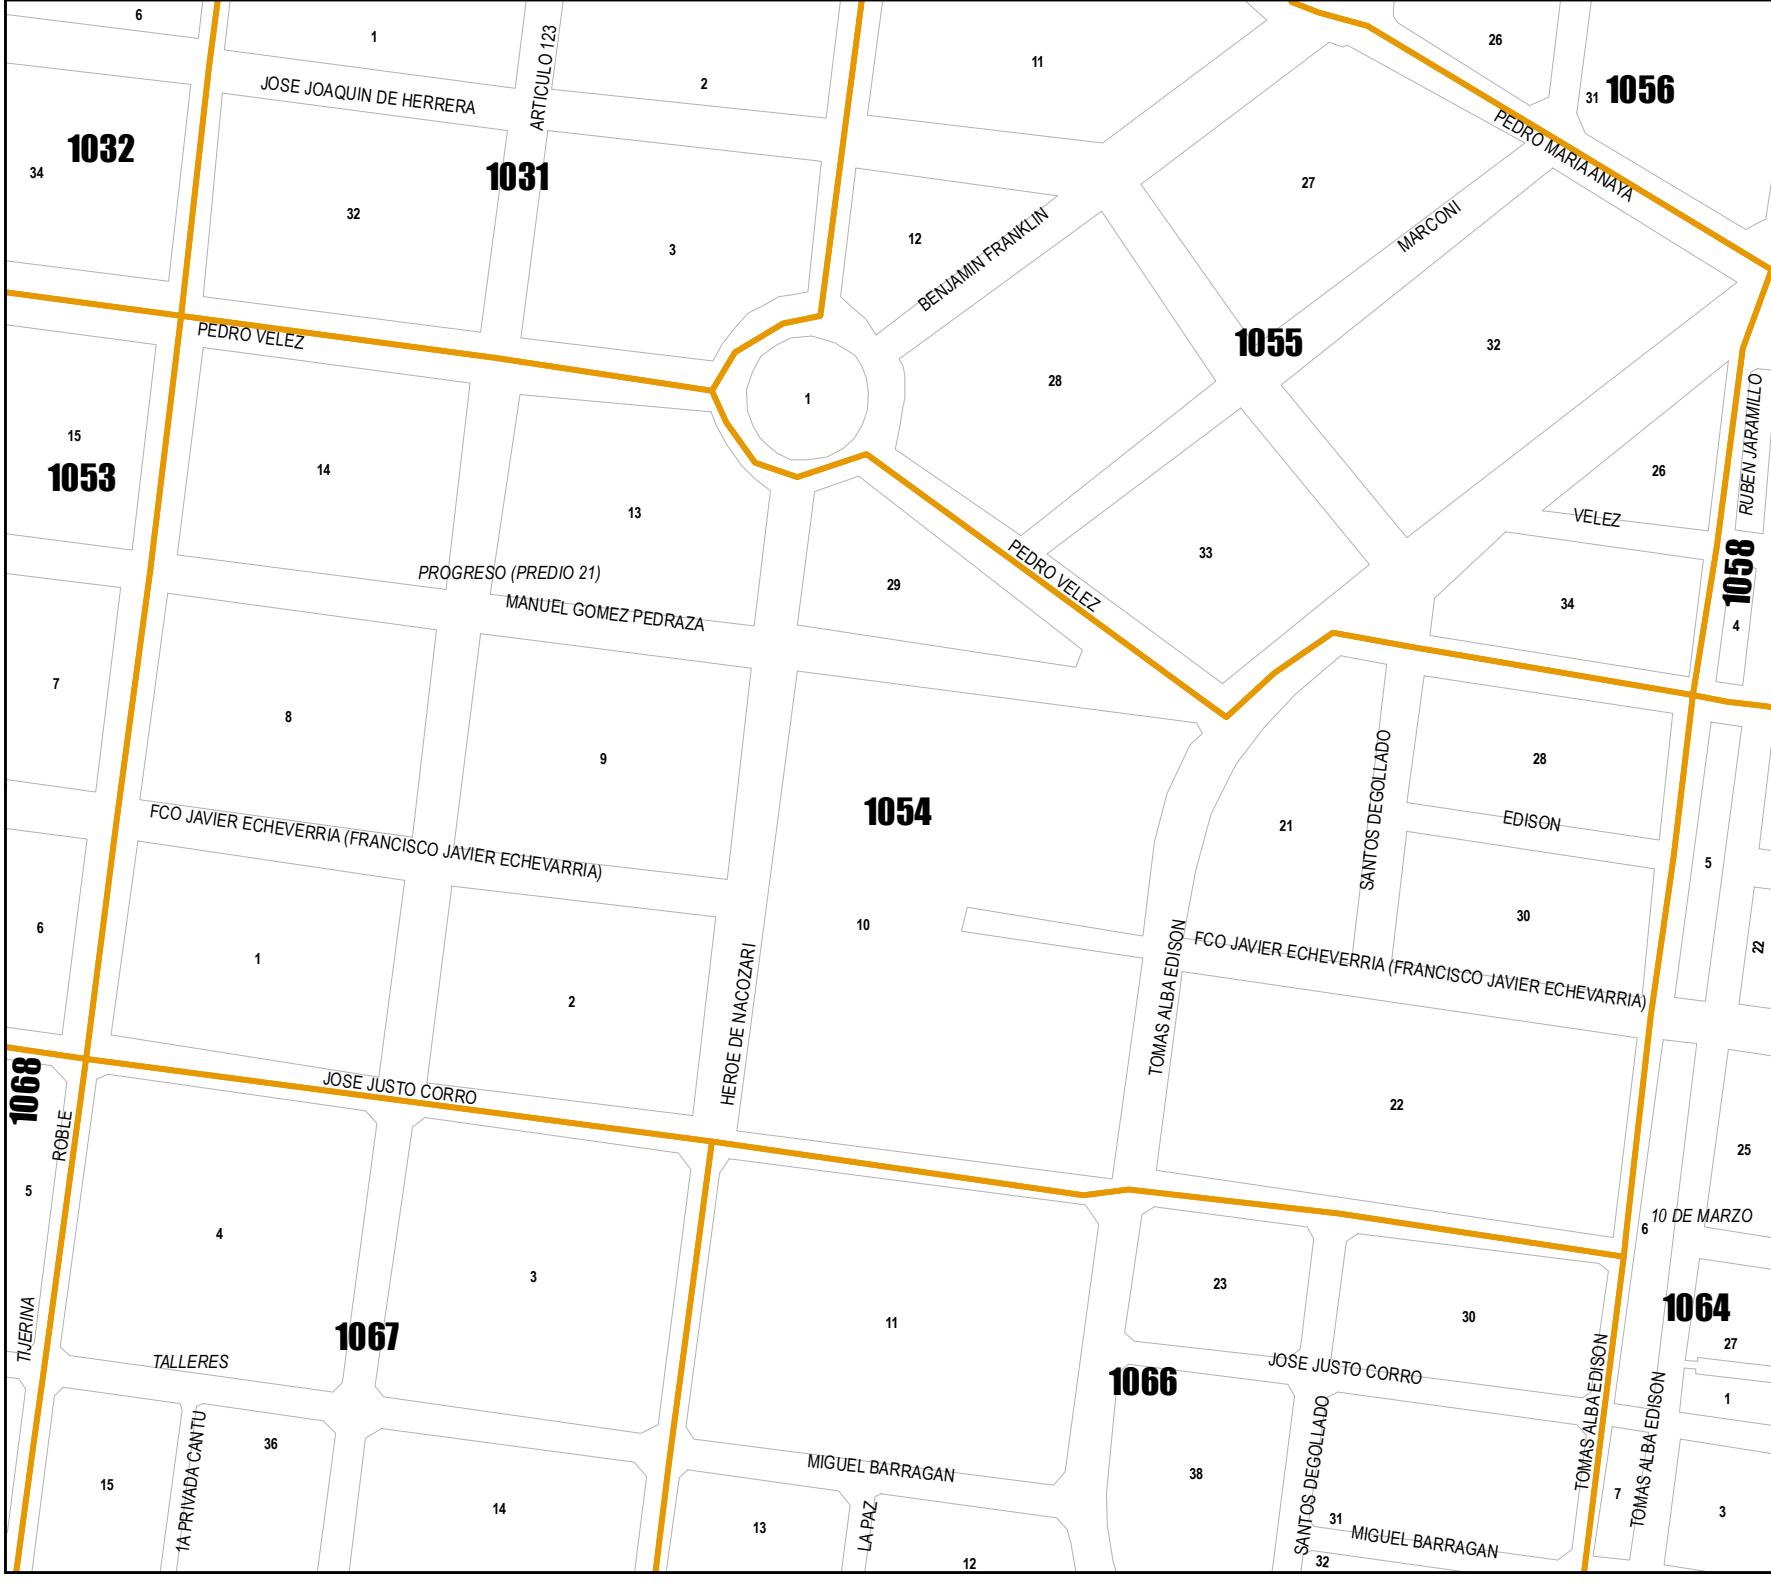 6
1
ARTICULO 123
2
11
26
31
1056
JOSE JOAQUIN DE HERRERA
PEDRO MARIA ANAYA
1032
34
1031
32
3
12
BENJAMIN FRANKLIN
27
MARCONI
PEDRO VELEZ
1055
32
28
1
RUBEN JARAMILLO
15
1053
14
13
26
VELEZ
33
PEDRO VELEZ
1058
PROGRESO (PREDIO 21)
MANUEL GOMEZ PEDRAZA
29
34
4
7
8
9
1054
SANTOS DEGOLLADO
28
EDISON
21
5
FCO JAVIER ECHEVERRIA (FRANCISCO JAVIER ECHEVARRIA)
6
1
2
10
HEROE DE NACOZARI
TOMAS ALBA EDISON
30
22
FCO JAVIER ECHEVERRIA (FRANCISCO JAVIER ECHEVARRIA)
1068
ROBLE
JOSE JUSTO CORRO
22
25
5
4
3
11
23
30
6
10 DE MARZO
1064
27
TIJERINA
TALLERES
1067
1066
JOSE JUSTO CORRO
TOMAS ALBA EDISON
TOMAS ALBA EDISON
1
15
1A PRIVADA CANTU
36
14
MIGUEL BARRAGAN
13
LA PAZ
12
38
SANTOS DEGOLLADO
31
MIGUEL BARRAGAN
32
7
3